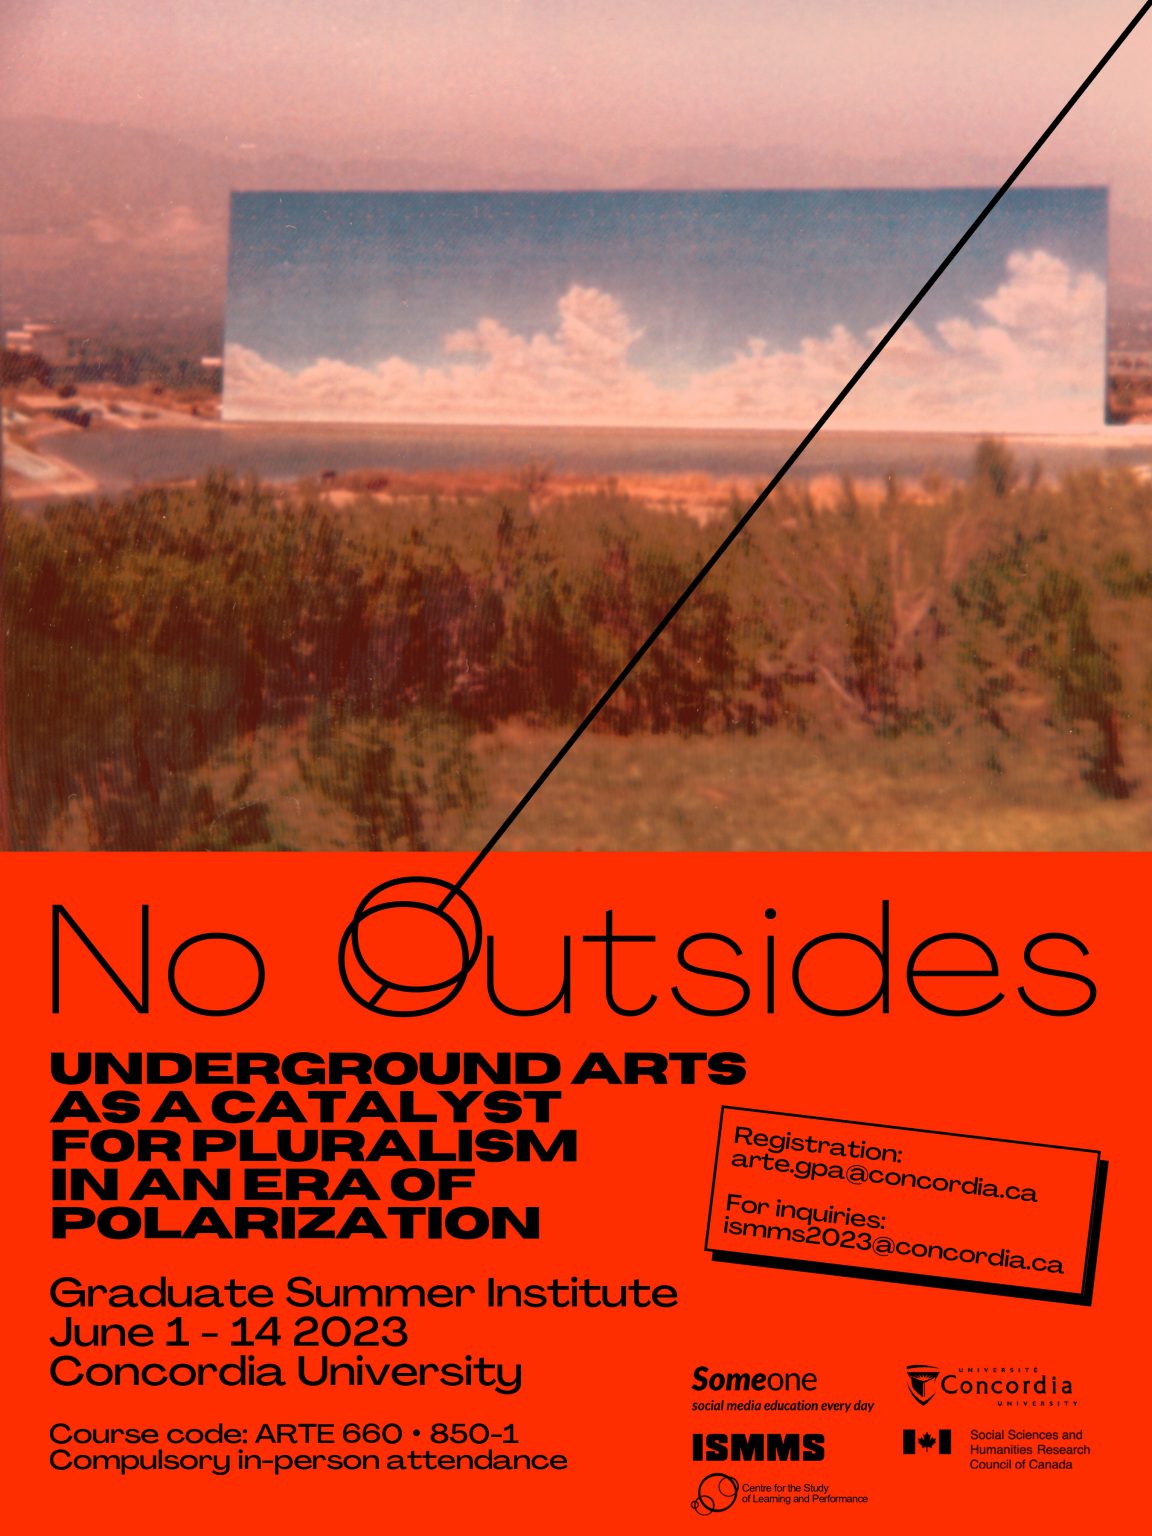 No Outsides
UNDERGROUND ARTS
AS A CATALYST
FOR PLURALISM
IN AN ERA OF
POLARIZATION
Registration:
arte.gpa@concordia.ca
For inquiries:
ismms2023@concordia.ca
Graduate Summer Institute
June 1 - 14 2023
Concordia University
Course code: ARTE 660 • 850-1
Compulsory in-person attendance
Someone
social media education every day
UNIVERSITÉ
Concordia
UNIVERSITY
ISMMS
Social Sciences and
Humanities Research
Council of Canada
Centre for the Study
of Learning and Performance